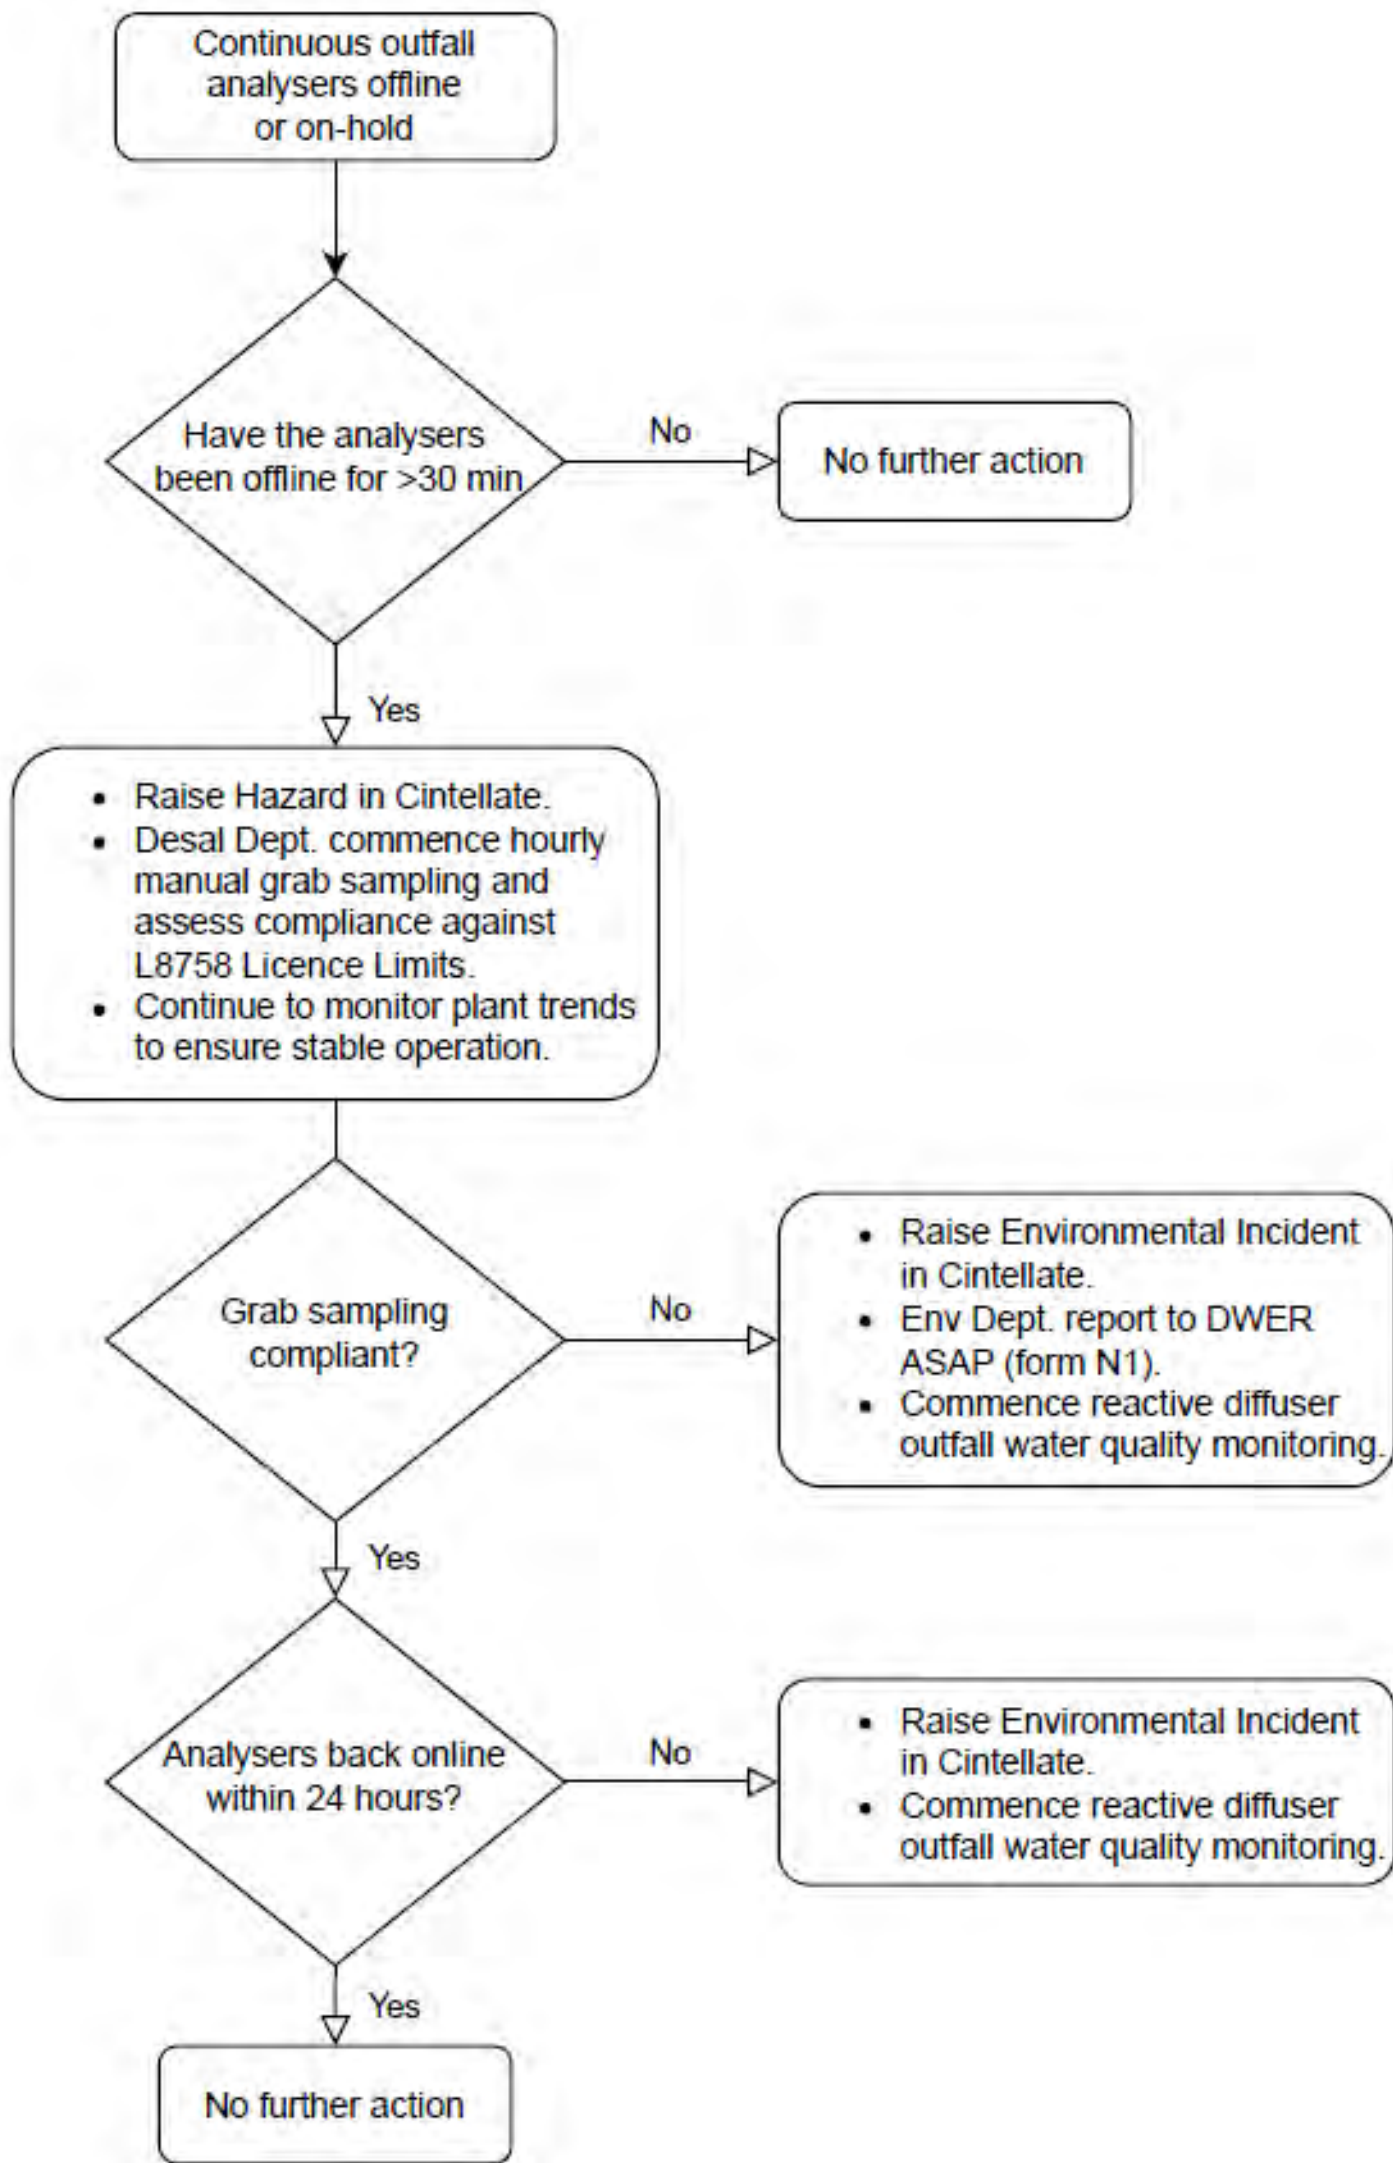 Continuous outfall
analysers offline
or on-hold
Have the analysers
been offline for >30 min
No
No further action
Yes
• Raise Hazard in Cintellate.
• Desal Dept. commence hourly
manual grab sampling and
assess compliance against
L8758 Licence Limits.
• Continue to monitor plant trends
to ensure stable operation.
Grab sampling
compliant?
No
• Raise Environmental Incident
in Cintellate.
• Env Dept. report to DWER
ASAP (form N1).
• Commence reactive diffuser
outfall water quality monitoring.
Yes
Analysers back online
within 24 hours?
No
• Raise Environmental Incident
in Cintellate.
• Commence reactive diffuser
outfall water quality monitoring.
Yes
No further action